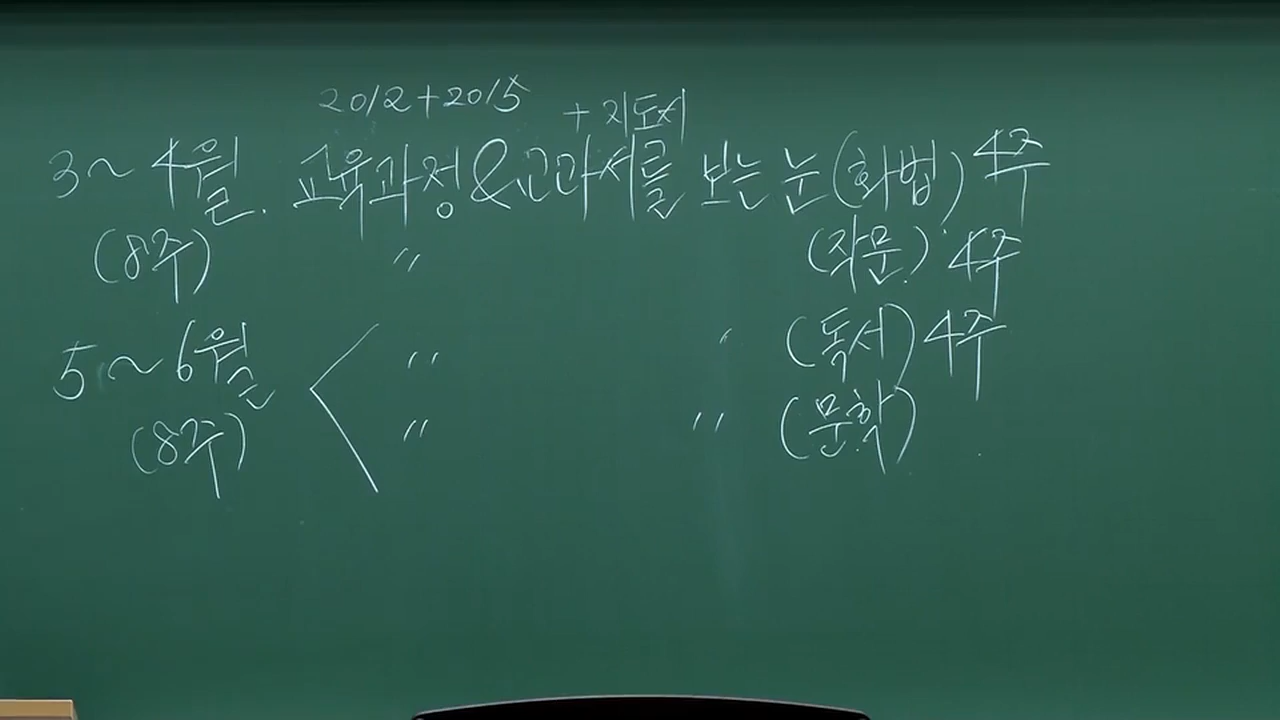 2012+2015 +지도서
3~4월. 교육과정&교과서를 보는 눈 (화법) 4주
(8주) 〃 (작문) 4주
5~6월 〃 〃 (독서) 4주
(8주) 〃 〃 (문학)